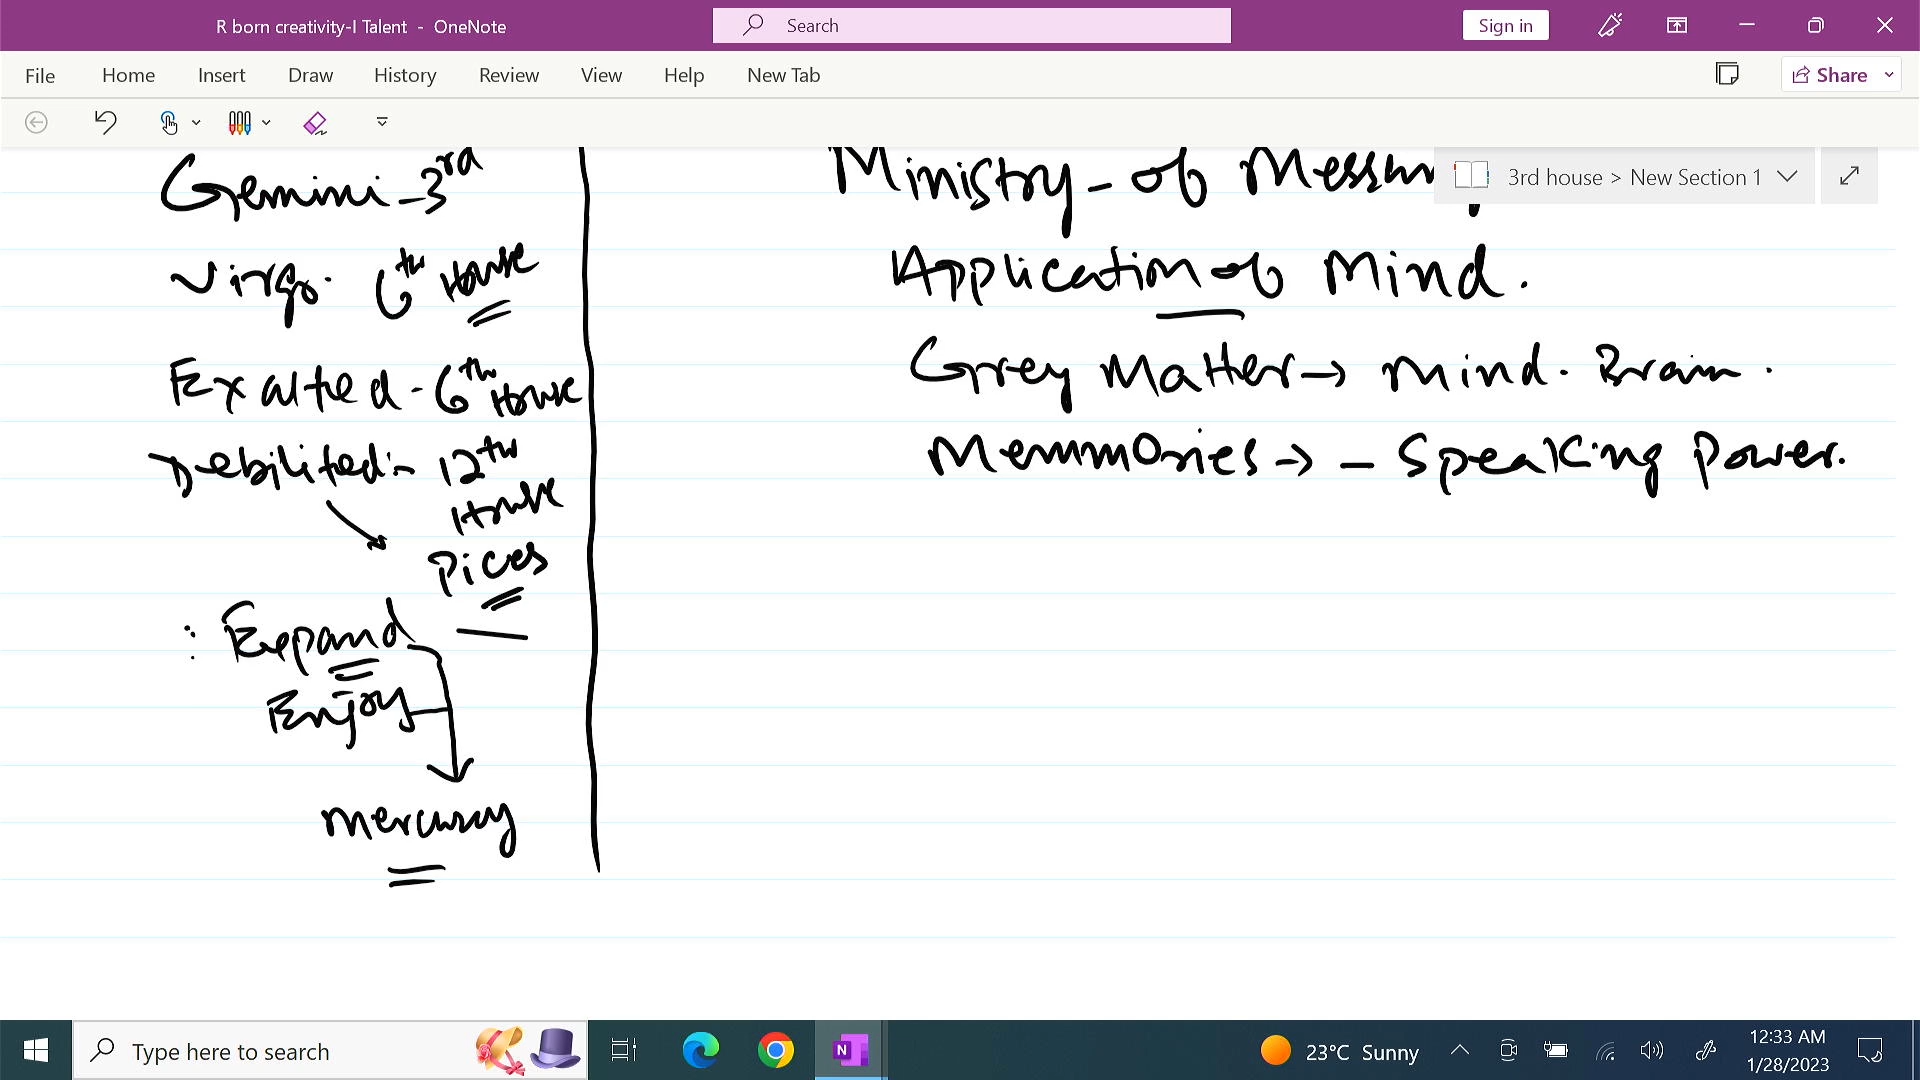 R born creativity-I Talent - OneNote
Search
Sign in
File Home Insert Draw History Review View Help New Tab
Share
3rd house > New Section 1
Gemini - 3rd
Virgo. 6th House
Exalted - 6th House
Debilited :- 12th
House
Pices
: Expand
Enjoy
mercury
Ministry - of
Application of Mind.
Grey Matter → Mind. Brain.
Memmories → - Speaking Power.
Type here to search
23°C Sunny
12:33 AM
1/28/2023